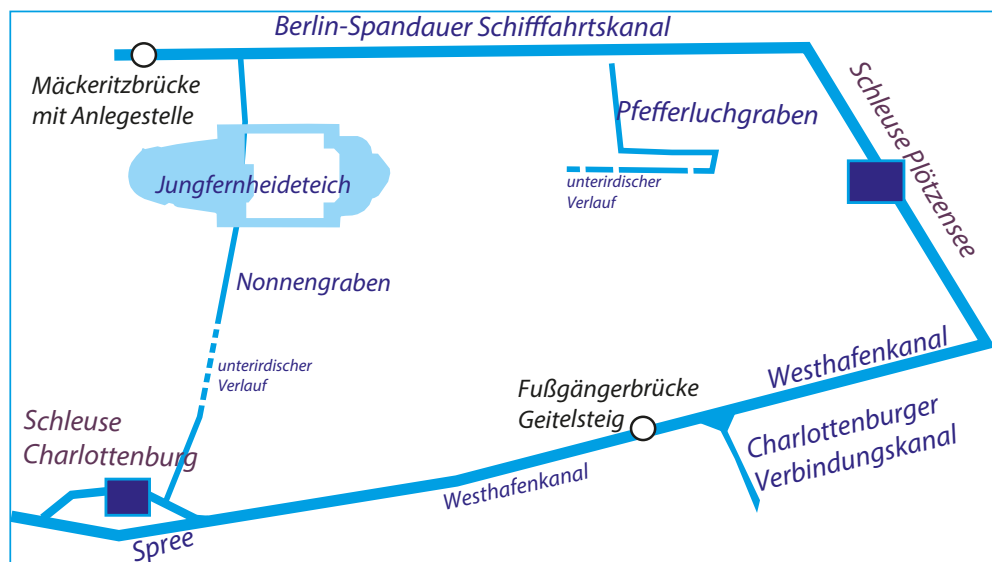 Berlin-Spandauer Schifffahrtskanal
Mäckeritzbrücke
mit Anlegestelle
Pfefferluchgraben
Schleuse Plötzensee
Jungfernheideteich
unterirdischer
Verlauf
Nonnengraben
unterirdischer
Verlauf
Westhafenkanal
Fußgängerbrücke
Geitelsteig
Schleuse
Charlottenburg
Charlottenburger
Verbindungskanal
Westhafenkanal
Spree